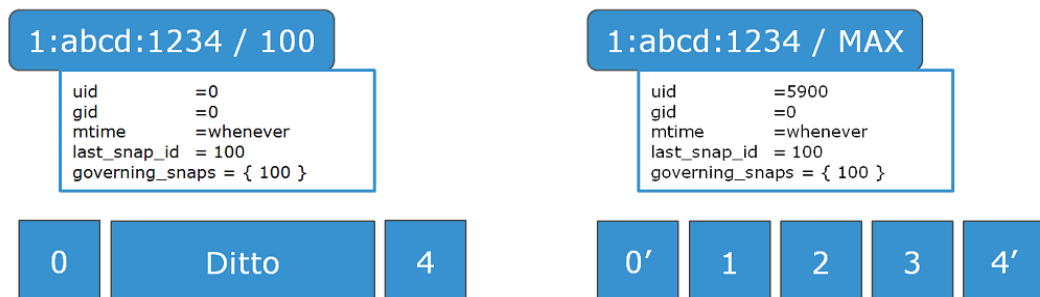 1:abcd:1234 / 100
uid =0
gid =0
mtime =whenever
last_snap_id = 100
governing_snaps = { 100 }
0 Ditto 4
1:abcd:1234 / MAX
uid =5900
gid =0
mtime =whenever
last_snap_id = 100
governing_snaps = { 100 }
0′ 1 2 3 4′